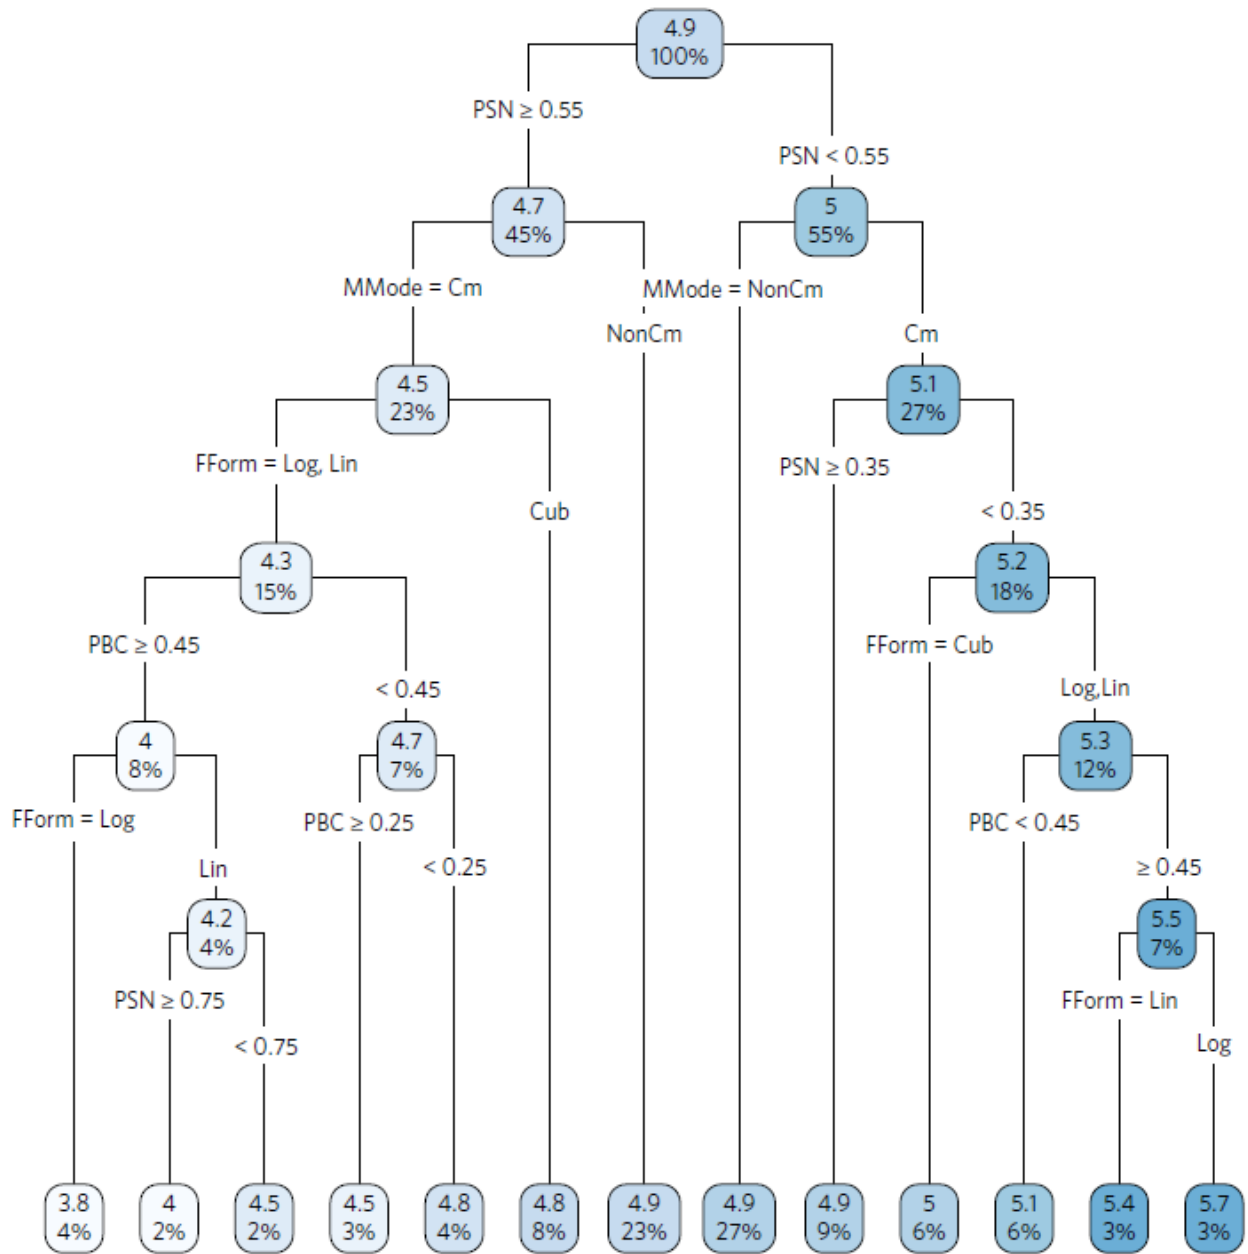 4.9
100%
PSN ≥ 0.55
PSN < 0.55
4.7
45%
5
55%
MMode = Cm
NonCm
MMode = NonCm
Cm
4.5
23%
5.1
27%
FForm = Log, Lin
Cub
PSN ≥ 0.35
< 0.35
4.3
15%
5.2
18%
PBC ≥ 0.45
< 0.45
FForm = Cub
Log,Lin
4
8%
4.7
7%
5.3
12%
FForm = Log
Lin
PBC ≥ 0.25
< 0.25
PBC < 0.45
≥ 0.45
4.2
4%
5.5
7%
PSN ≥ 0.75
< 0.75
FForm = Lin
Log
3.8
4%
4
2%
4.5
2%
4.5
3%
4.8
4%
4.8
8%
4.9
23%
4.9
27%
4.9
9%
5
6%
5.1
6%
5.4
3%
5.7
3%